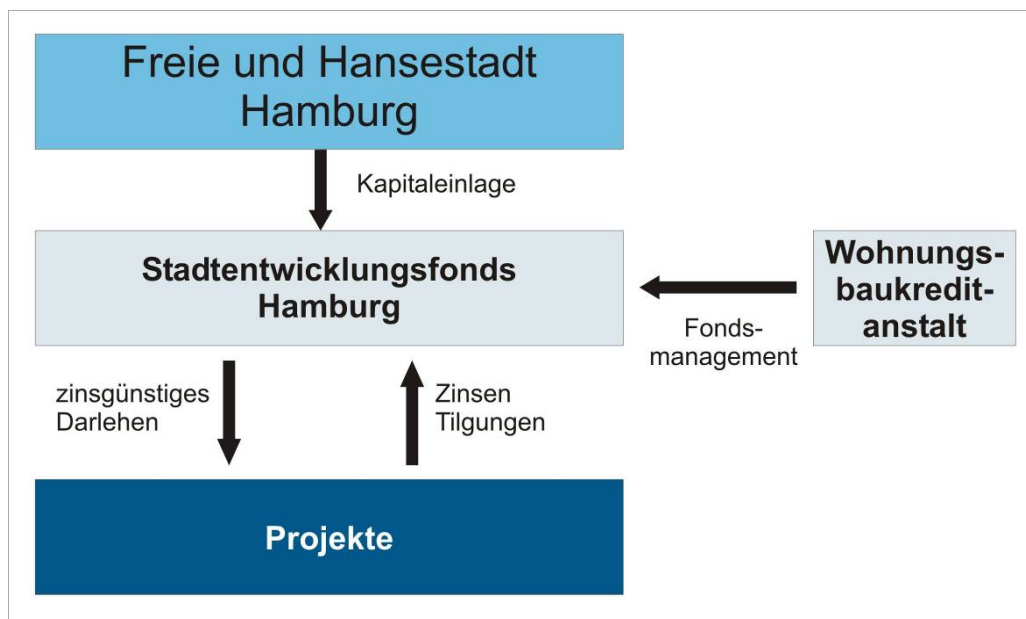 Freie und Hansestadt
Hamburg
Kapitaleinlage
Stadtentwicklungsfonds
Hamburg
Wohnungs-
baukredit-
anstalt
Fonds-
management
zinsgünstiges
Darlehen
Zinsen
Tilgungen
Projekte